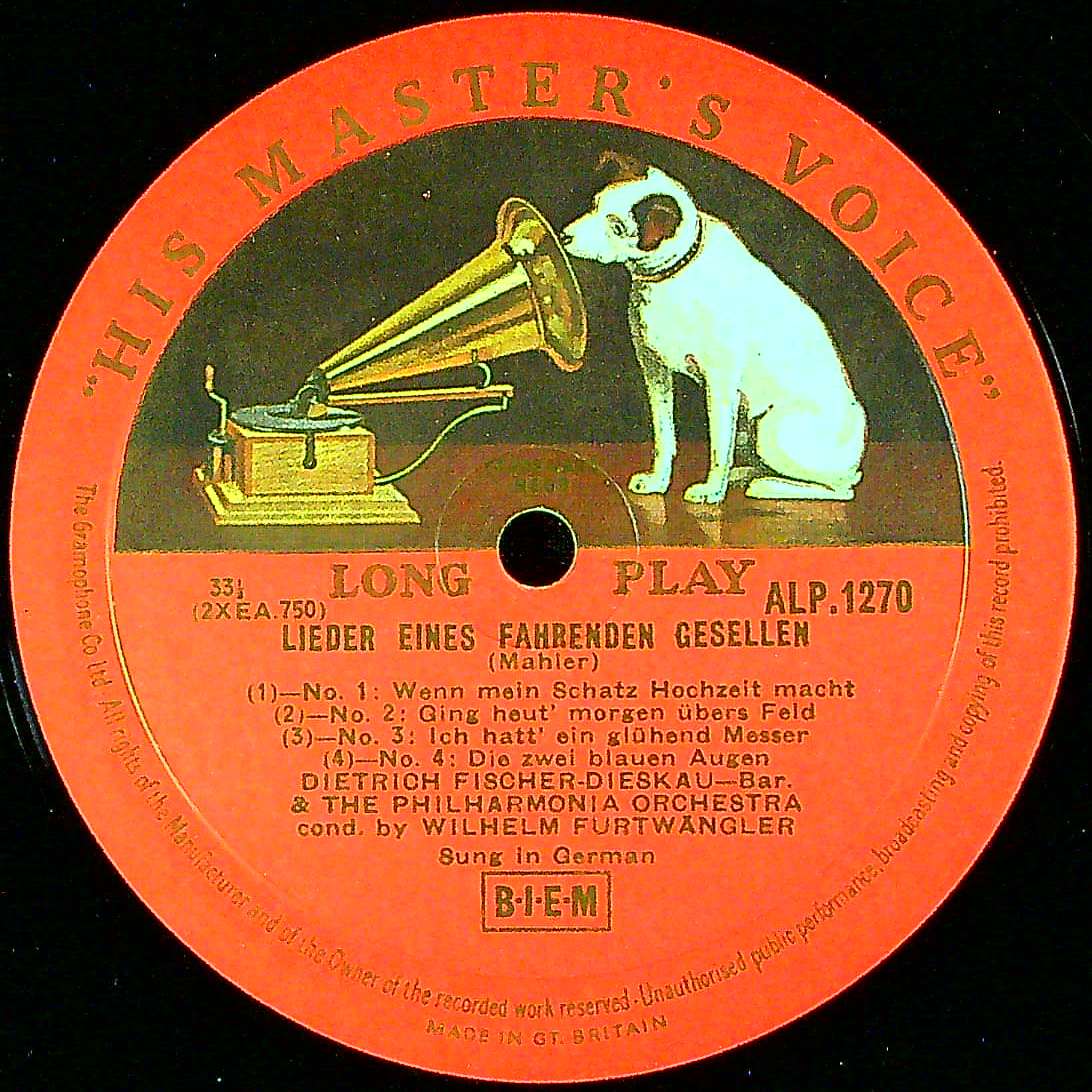 "HIS MASTER'S VOICE"
LONG PLAY
33⅓
(2XEA.750)
ALP.1270
LIEDER EINES FAHRENDEN GESELLEN
(Mahler)
(1)—No. 1: Wenn mein Schatz Hochzeit macht
(2)—No. 2: Ging heut' morgen übers Feld
(3)—No. 3: Ich hatt' ein glühend Messer
(4)—No. 4: Die zwei blauen Augen
DIETRICH FISCHER-DIESKAU—Bar.
& THE PHILHARMONIA ORCHESTRA
cond. by WILHELM FURTWÄNGLER
Sung in German
B·I·E·M
The Gramophone Co Ltd. All rights of the Manufacturer and of the Owner of the recorded work reserved·Unauthorised public performance, broadcasting and copying of this record prohibited.
MADE IN GT. BRITAIN